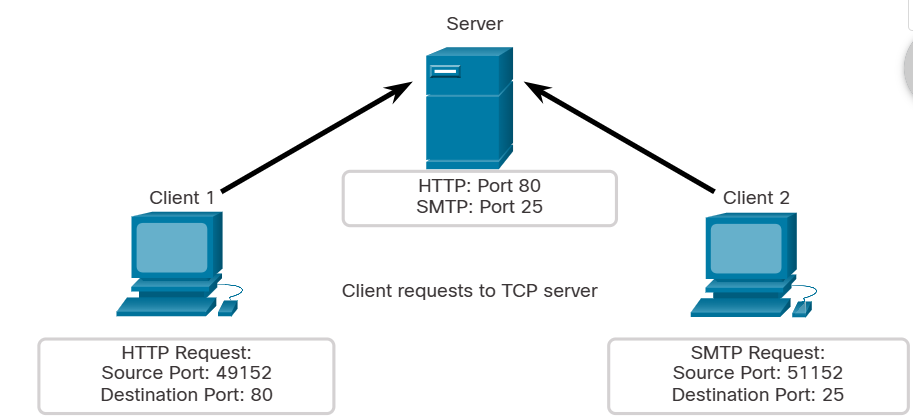 Server
HTTP: Port 80
SMTP: Port 25
Client 1
Client 2
Client requests to TCP server
HTTP Request:
Source Port: 49152
Destination Port: 80
SMTP Request:
Source Port: 51152
Destination Port: 25